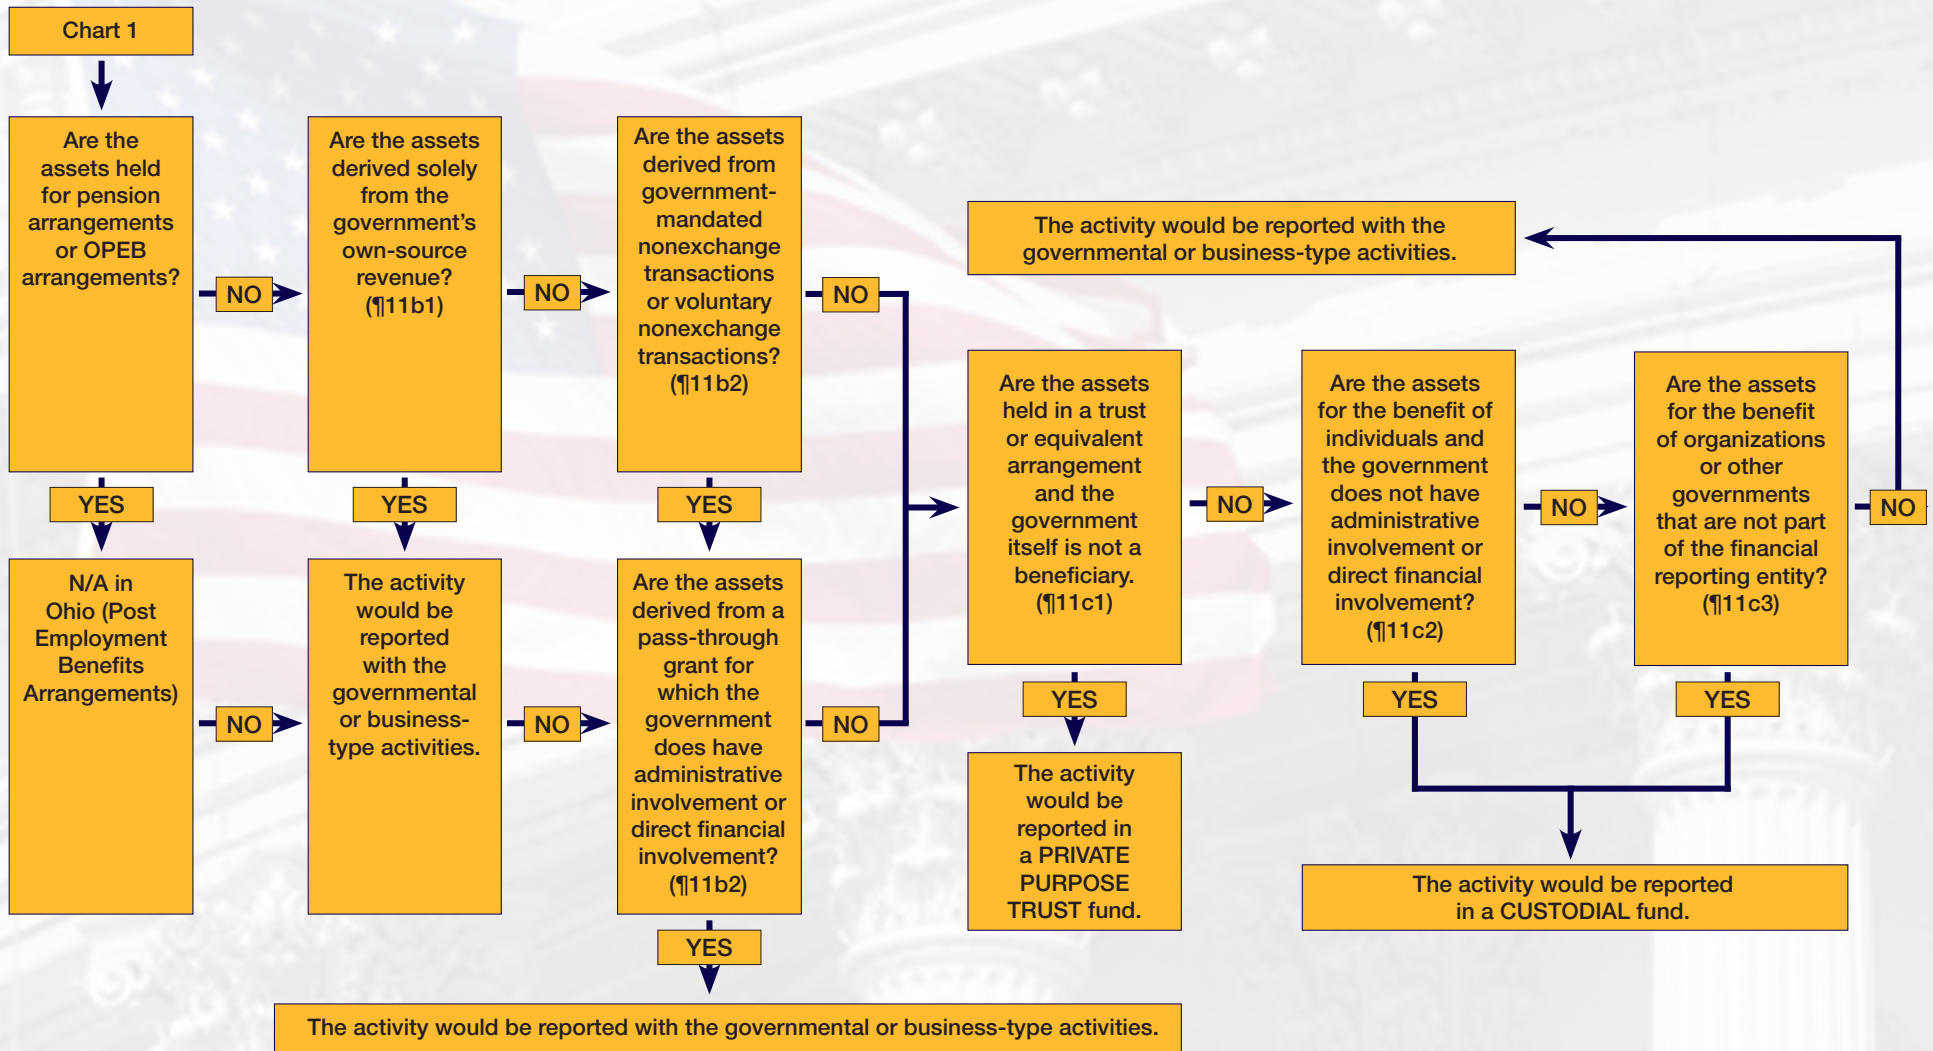 Chart 1
Are the
assets held
for pension
arrangements
or OPEB
arrangements?
NO
Are the assets
derived solely
from the
government’s
own-source
revenue?
(¶11b1)
NO
Are the assets
derived from
government-
mandated
nonexchange
transactions
or voluntary
nonexchange
transactions?
(¶11b2)
NO
YES
YES
YES
N/A in
Ohio (Post
Employment
Benefits
Arrangements)
NO
The activity
would be
reported
with the
governmental
or business-
type activities.
NO
Are the assets
derived from a
pass-through
grant for
which the
government
does have
administrative
involvement or
direct financial
involvement?
(¶11b2)
NO
YES
The activity would be reported with the governmental or business-type activities.
The activity would be reported with the
governmental or business-type activities.
Are the assets
held in a trust
or equivalent
arrangement
and the
government
itself is not a
beneficiary.
(¶11c1)
NO
Are the assets
for the benefit of
individuals and
the government
does not have
administrative
involvement or
direct financial
involvement?
(¶11c2)
NO
Are the assets
for the benefit
of organizations
or other
governments
that are not part
of the financial
reporting entity?
(¶11c3)
NO
YES
YES
YES
The activity
would be
reported in
a PRIVATE
PURPOSE
TRUST fund.
The activity would be reported
in a CUSTODIAL fund.